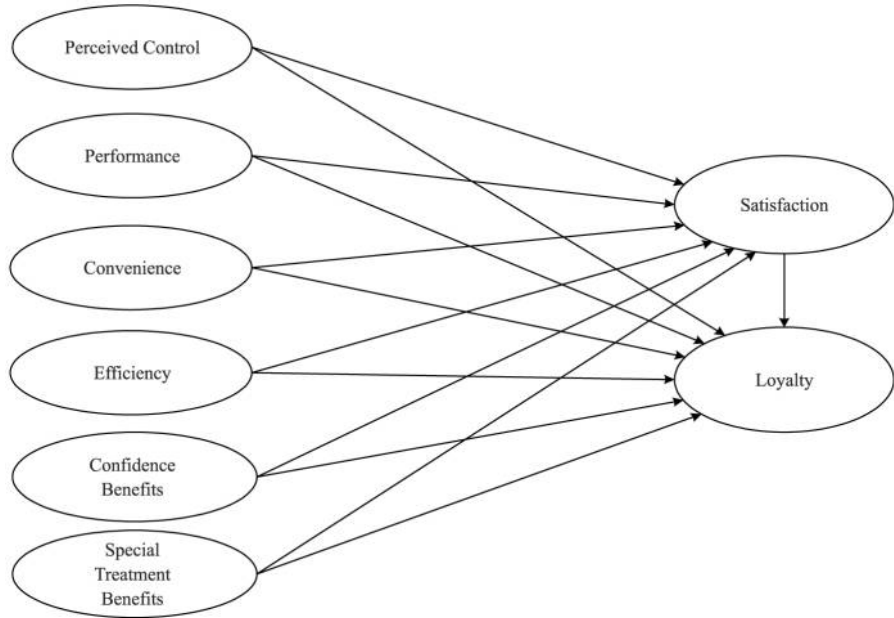 Perceived Control
Performance
Satisfaction
Convenience
Efficiency
Loyalty
Confidence
Benefits
Special
Treatment
Benefits